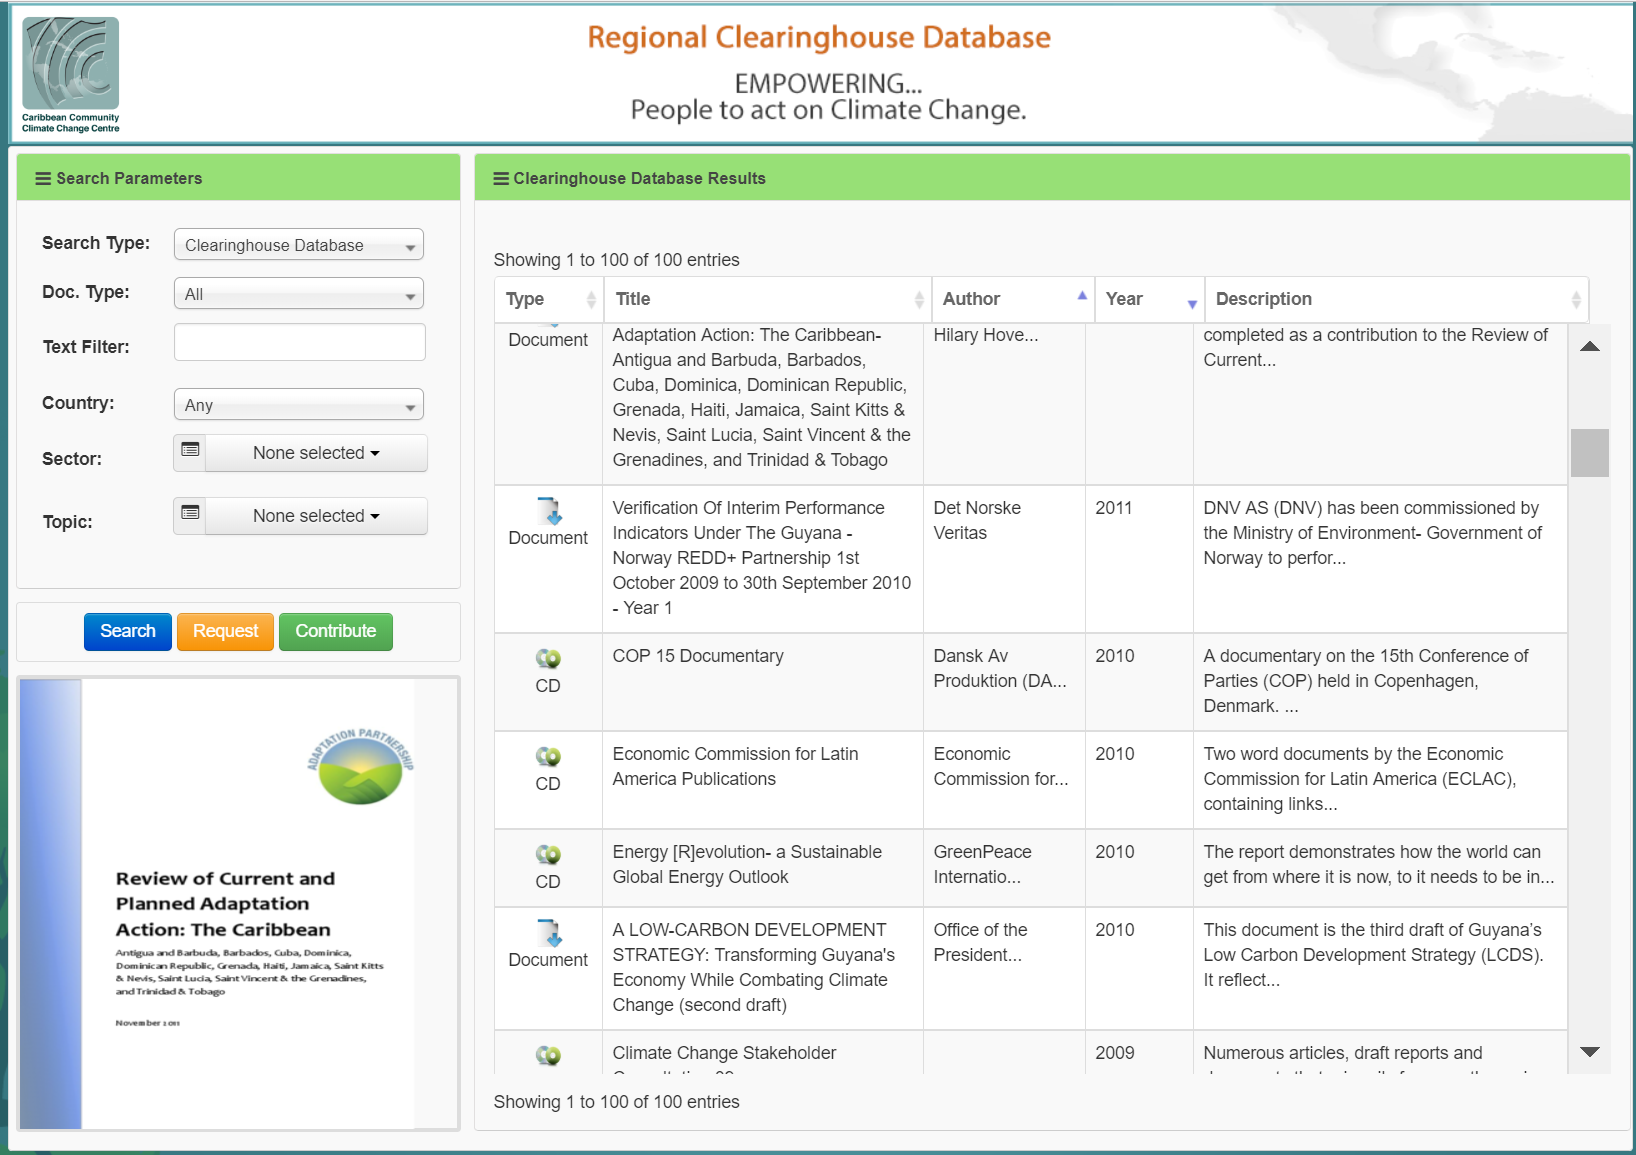 Caribbean Community
Climate Change Centre
Regional Clearinghouse Database
EMPOWERING...
People to act on Climate Change.
Search Parameters
Search Type:
Clearinghouse Database
Doc. Type:
All
Text Filter:
Country:
Any
Sector:
None selected
Topic:
None selected
Search
Request
Contribute
ADAPTATION PARTNERSHIP
Review of Current and
Planned Adaptation
Action: The Caribbean
Antigua and Barbuda, Barbados, Cuba, Dominica,
Dominican Republic, Grenada, Haiti, Jamaica, Saint Kitts
& Nevis, Saint Lucia, Saint Vincent & the Grenadines,
and Trinidad & Tobago
November 2011
Clearinghouse Database Results
Showing 1 to 100 of 100 entries
Type
Title
Author
Year
Description
Document
Adaptation Action: The Caribbean-
Antigua and Barbuda, Barbados,
Cuba, Dominica, Dominican Republic,
Grenada, Haiti, Jamaica, Saint Kitts &
Nevis, Saint Lucia, Saint Vincent & the
Grenadines, and Trinidad & Tobago
Hilary Hove...
completed as a contribution to the Review of
Current...
Document
Verification Of Interim Performance
Indicators Under The Guyana -
Norway REDD+ Partnership 1st
October 2009 to 30th September 2010
- Year 1
Det Norske
Veritas
2011
DNV AS (DNV) has been commissioned by
the Ministry of Environment- Government of
Norway to perfor...
CD
COP 15 Documentary
Dansk Av
Produktion (DA...
2010
A documentary on the 15th Conference of
Parties (COP) held in Copenhagen,
Denmark. ...
CD
Economic Commission for Latin
America Publications
Economic
Commission for...
2010
Two word documents by the Economic
Commission for Latin America (ECLAC),
containing links...
CD
Energy [R]evolution- a Sustainable
Global Energy Outlook
GreenPeace
Internatio...
2010
The report demonstrates how the world can
get from where it is now, to it needs to be in...
Document
A LOW-CARBON DEVELOPMENT
STRATEGY: Transforming Guyana's
Economy While Combating Climate
Change (second draft)
Office of the
President...
2010
This document is the third draft of Guyana's
Low Carbon Development Strategy (LCDS).
It reflect...
Climate Change Stakeholder
2009
Numerous articles, draft reports and
Showing 1 to 100 of 100 entries